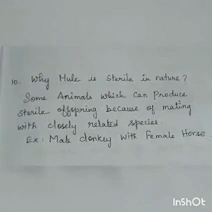 10. Why Mule is Sterile in nature?
Some Animals which can Produce
sterile offspring because of mating
with closely related species.
Ex: Male donkey with Female Horse
InShOt